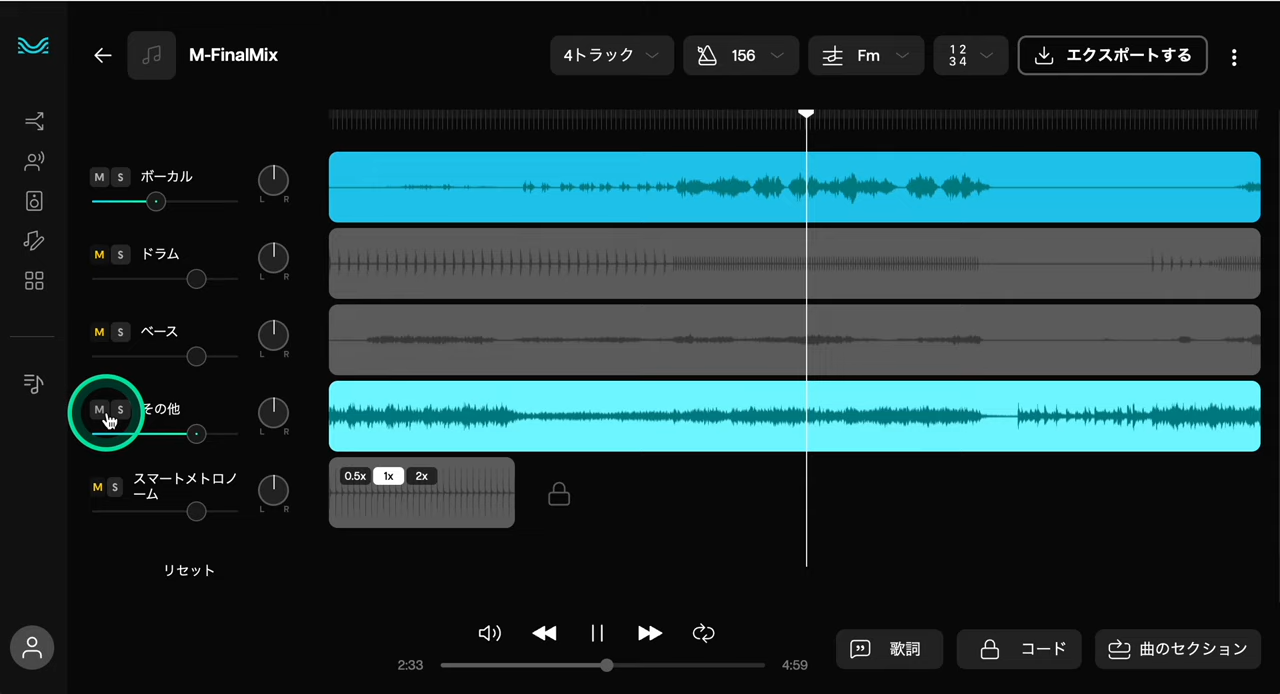 M-FinalMix
4トラック
156
Fm
1 2
3 4
エクスポートする
M S ボーカル
L R
M S ドラム
L R
M S ベース
L R
M S その他
L R
M S スマートメトロノ
ーム
L R
0.5x 1x 2x
リセット
2:33
4:59
歌詞
コード
曲のセクション